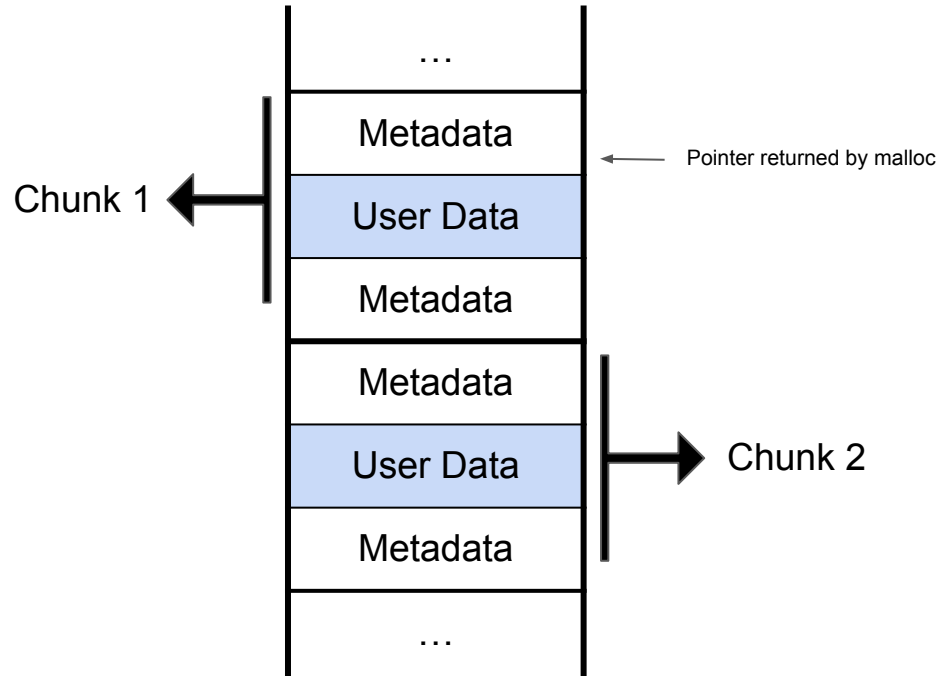 ...
Metadata
Pointer returned by malloc
Chunk 1
User Data
Metadata
Metadata
User Data
Chunk 2
Metadata
...